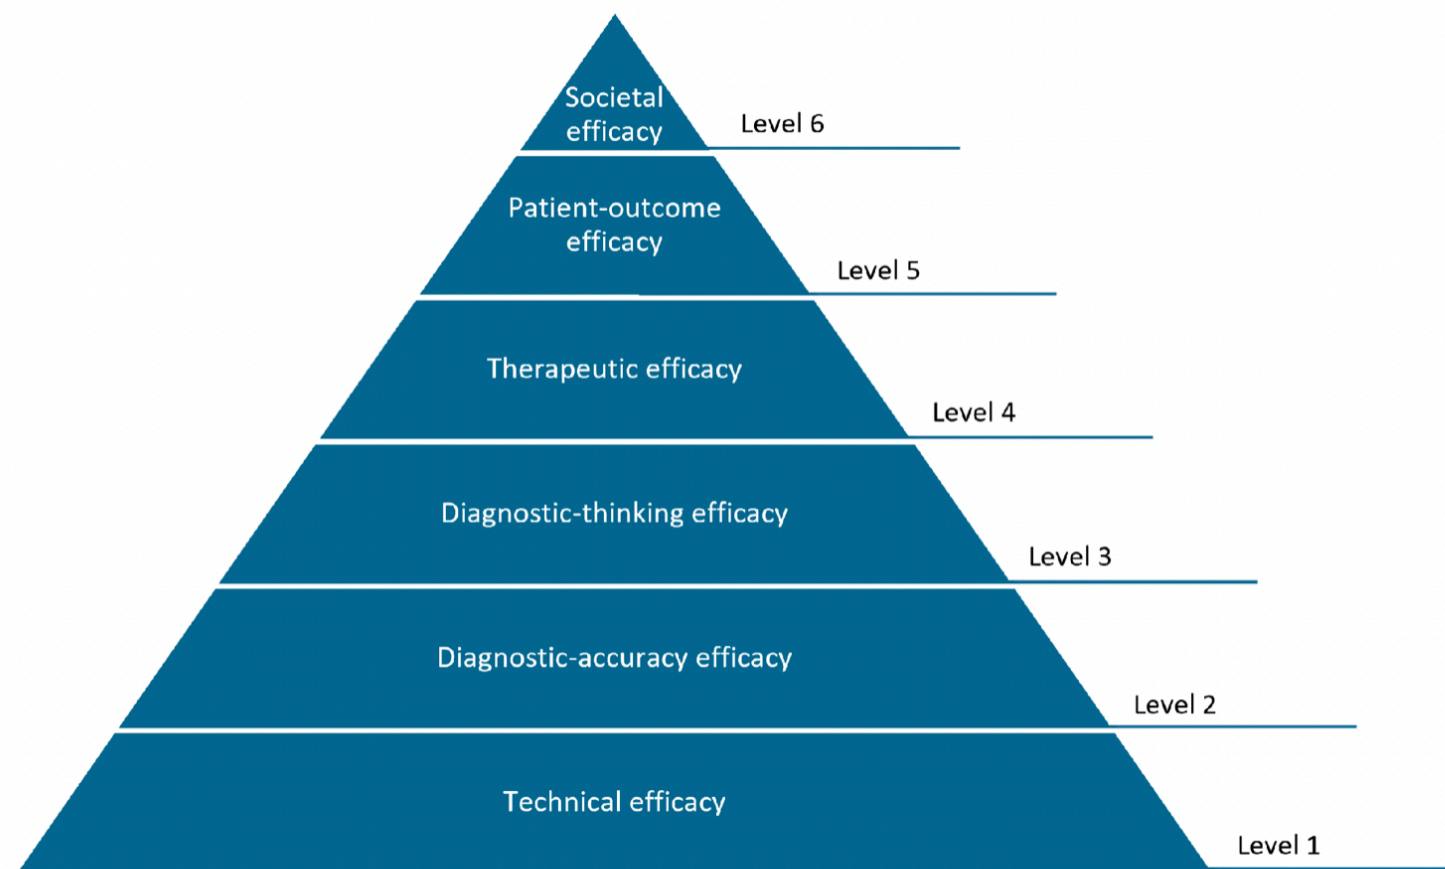 Societal
efficacy
Level 6
Patient-outcome
efficacy
Level 5
Therapeutic efficacy
Level 4
Diagnostic-thinking efficacy
Level 3
Diagnostic-accuracy efficacy
Level 2
Technical efficacy
Level 1